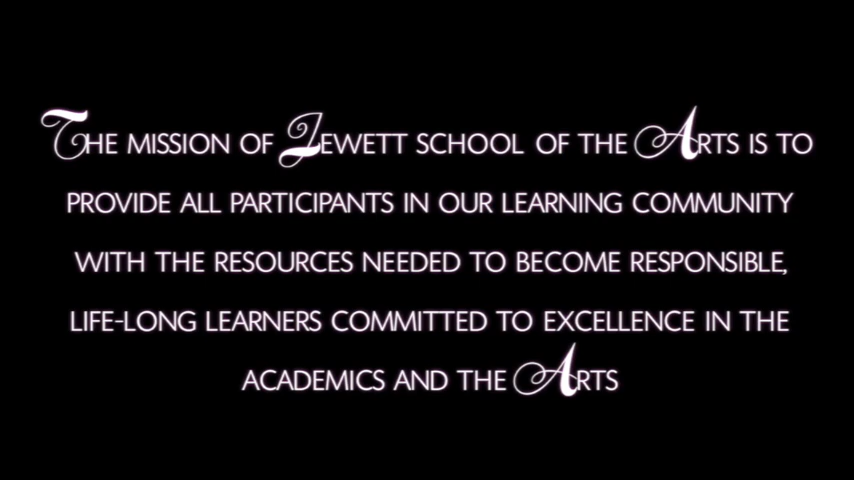 The mission of Jewett School of the Arts is to
provide all participants in our learning community
with the resources needed to become responsible,
life-long learners committed to excellence in the
academics and the Arts